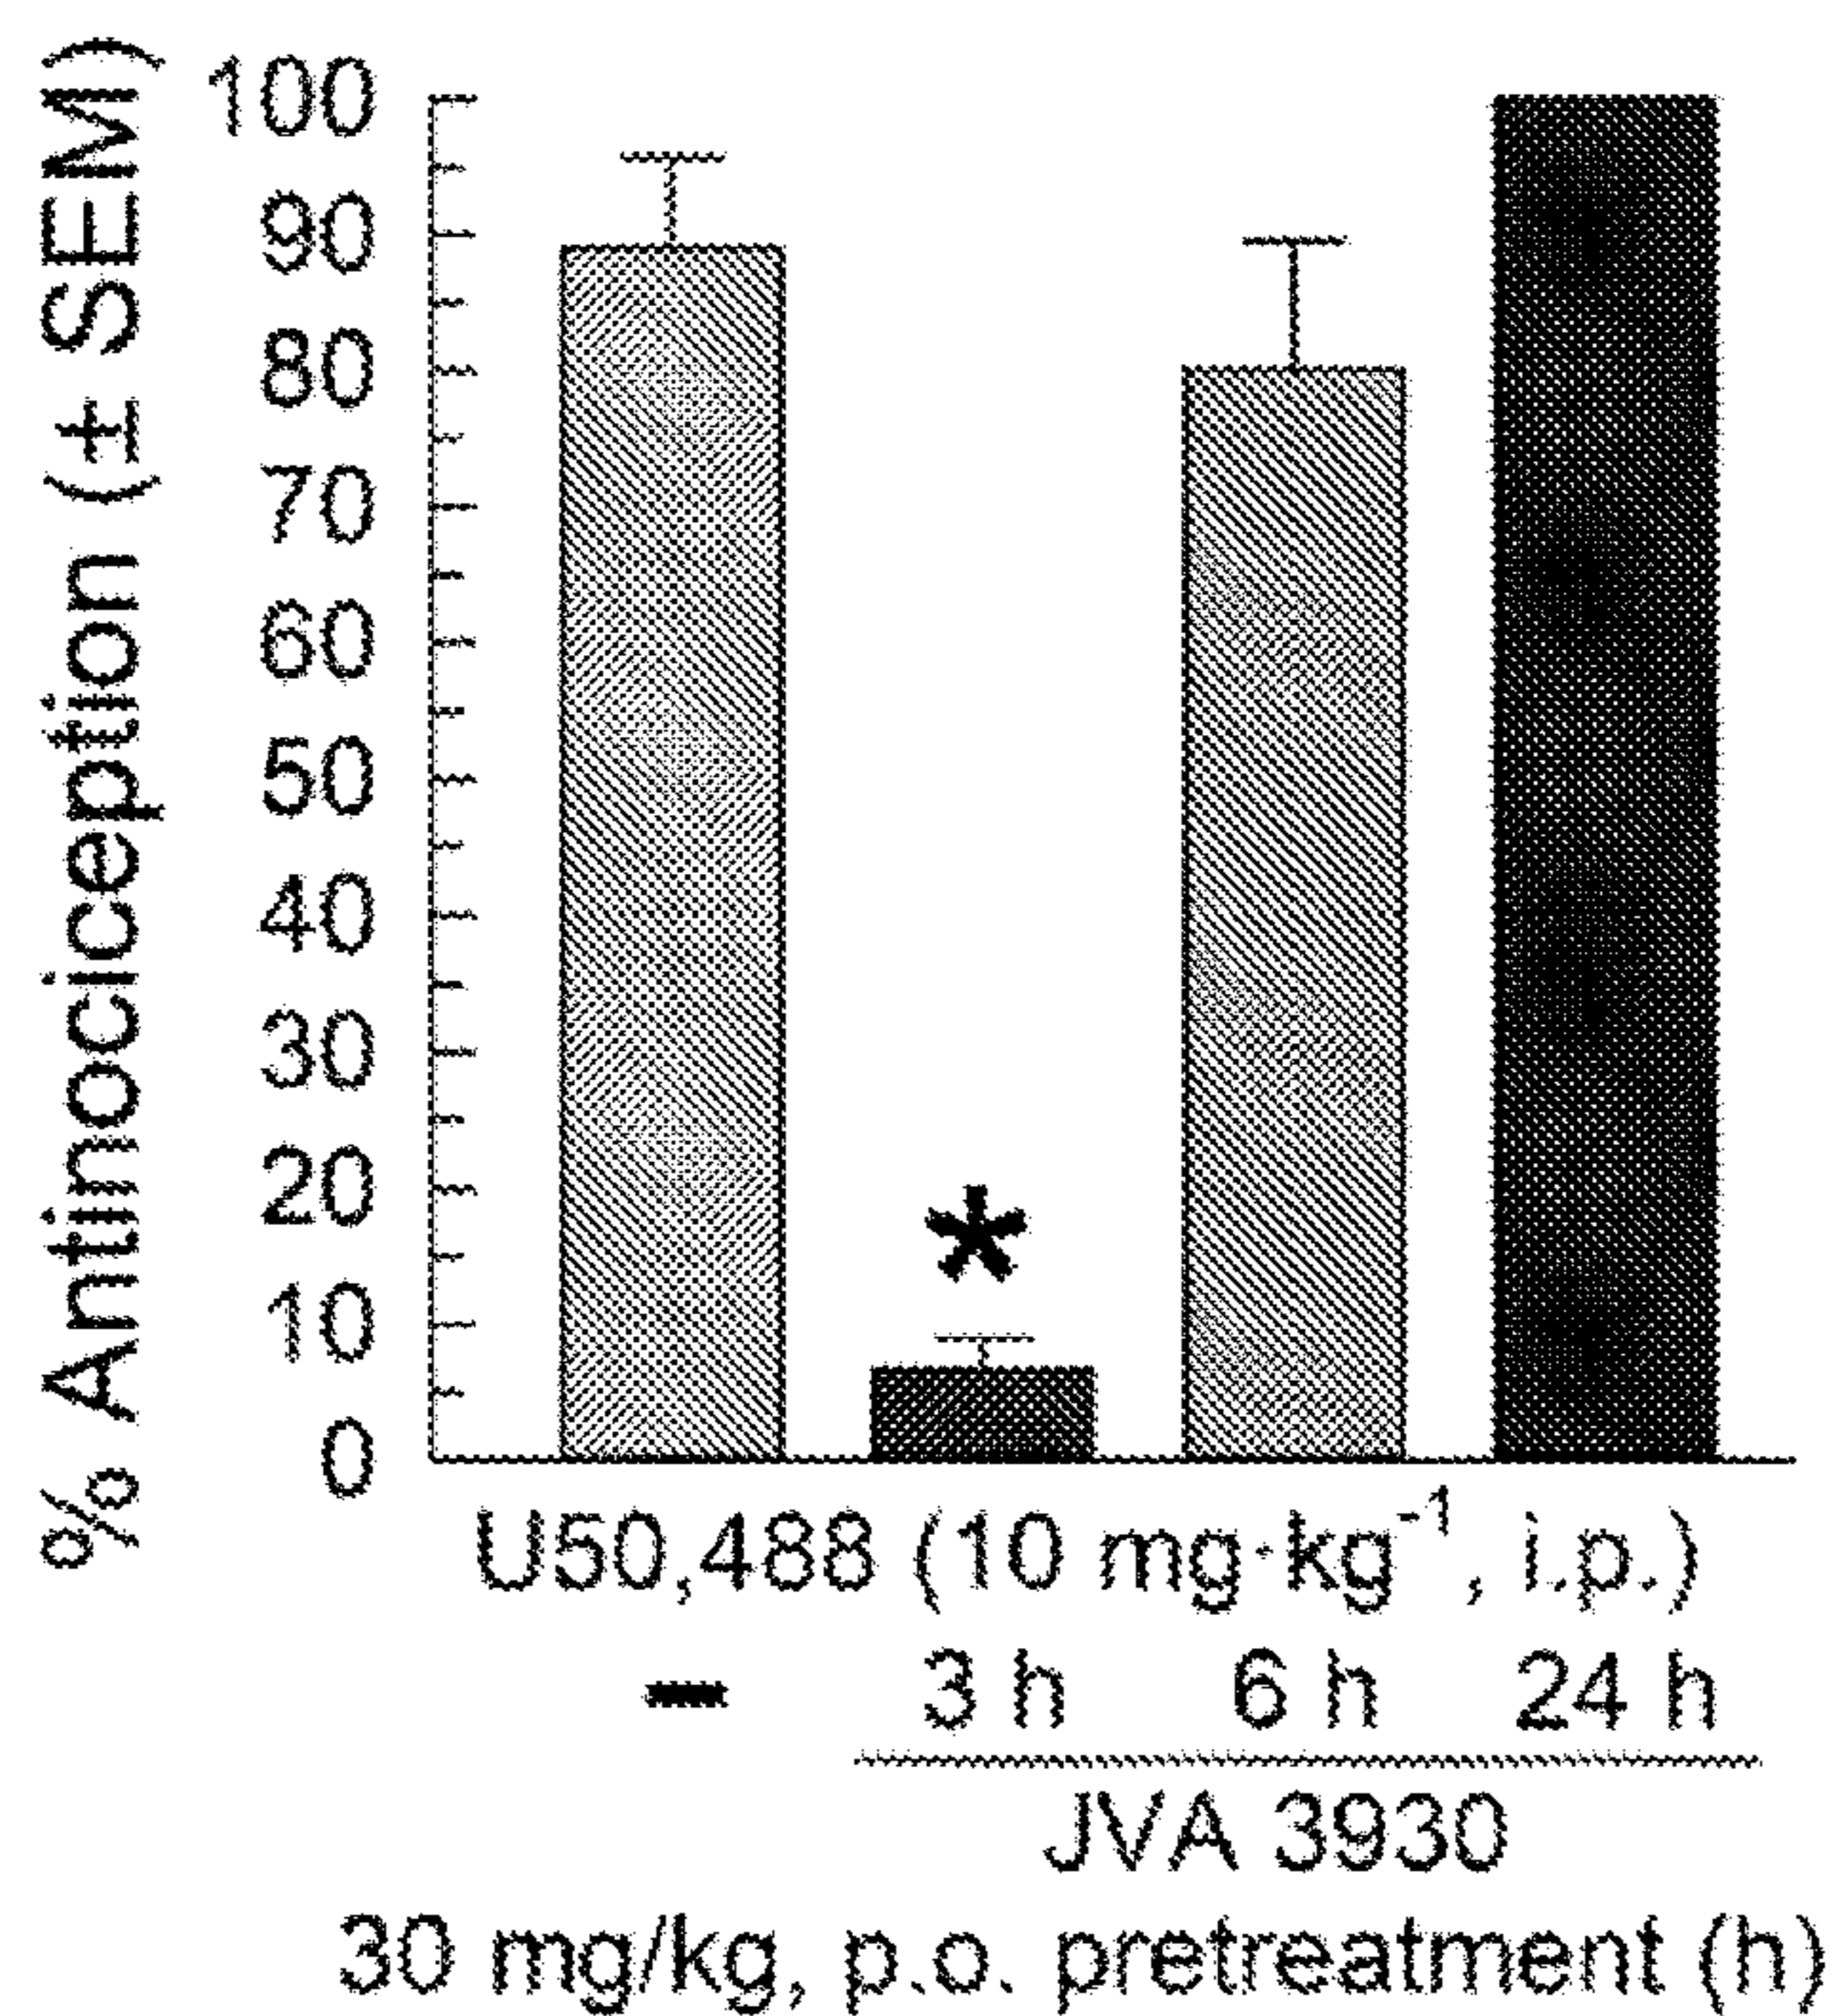 % Antinociception (± SEM)
100
90
80
70
60
50
40
30
20
10
0
*
U50,488 (10 mg·kg⁻¹, i.p.)
– 3 h 6 h 24 h
JVA 3930
30 mg/kg, p.o. pretreatment (h)